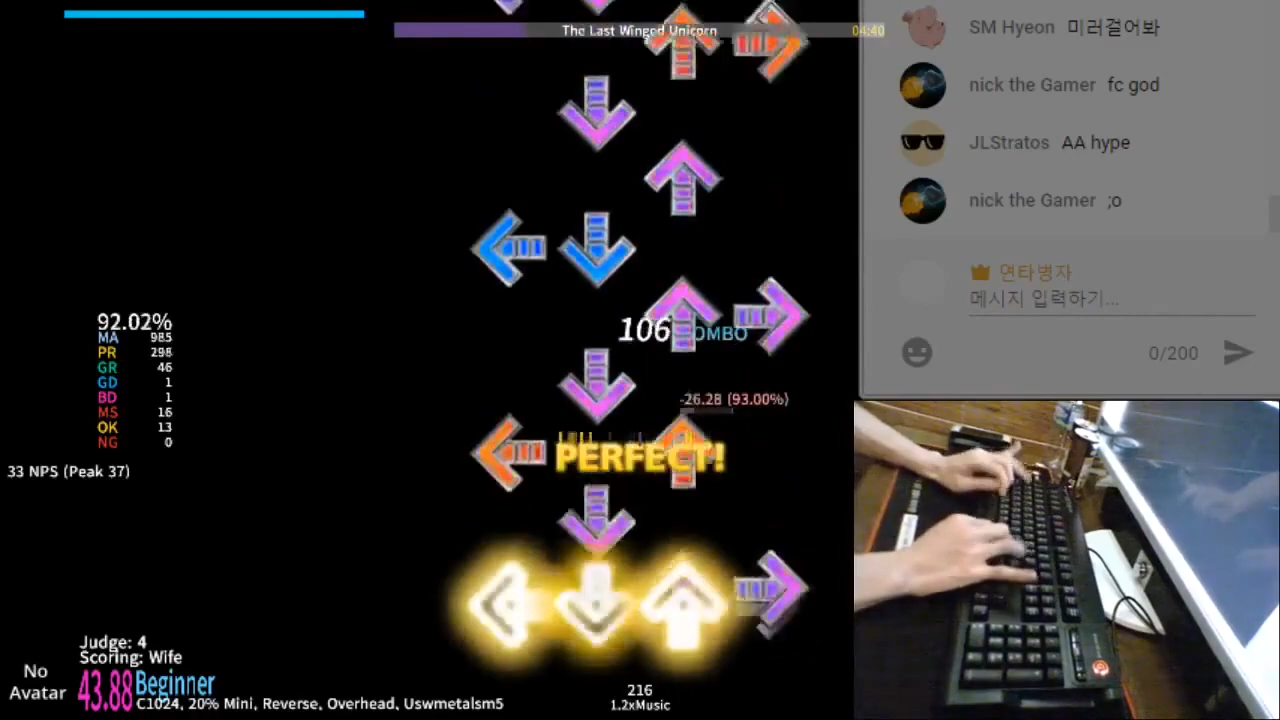 The Last Winged Unicorn 04:40
SM Hyeon 미러걸어봐
nick the Gamer fc god
JLStratos AA hype
nick the Gamer ;o
연타병자
메시지 입력하기...
0/200
106 COMBO
-26.28 (93.00%)
PERFECT!
92.02%
MA 985
PR 298
GR 46
GD 1
BD 1
MS 16
OK 13
NG 0
33 NPS (Peak 37)
Judge: 4
Scoring: Wife
No Avatar
43.88 Beginner
C1024, 20% Mini, Reverse, Overhead, Uswmetalsm5
216
1.2xMusic